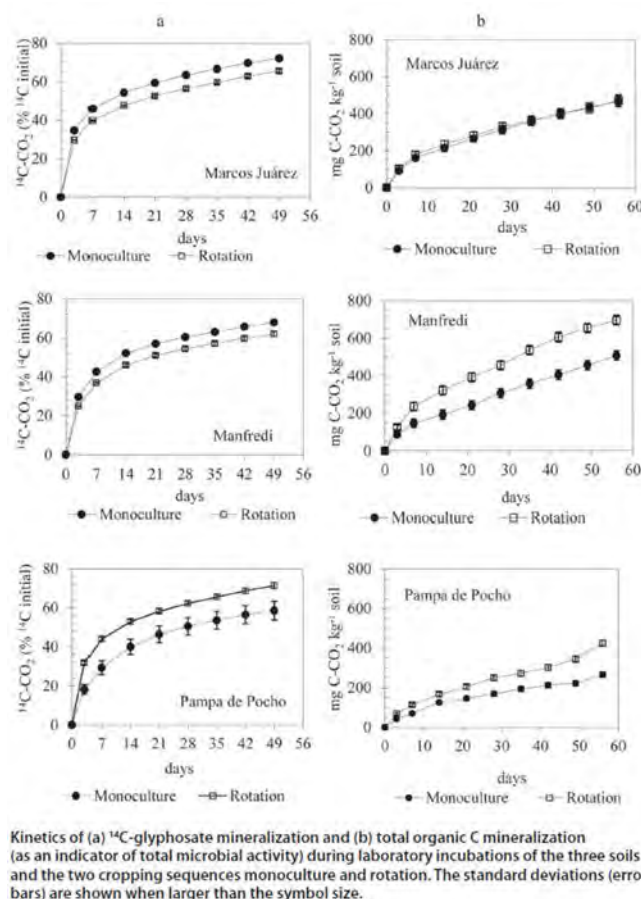 a
b
80
60
40
20
0
¹⁴C-CO₂ (% ¹⁴C initial)
Marcos Juárez
0 7 14 21 28 35 42 49 56
days
Monoculture Rotation
800
600
400
200
0
mg C-CO₂ kg⁻¹ soil
Marcos Juárez
0 10 20 30 40 50 60
days
Monoculture Rotation
80
60
40
20
0
¹⁴C-CO₂ (% ¹⁴C initial)
Manfredi
0 7 14 21 28 35 42 49 56
days
Monoculture Rotation
800
600
400
200
0
mg C-CO₂ kg⁻¹ soil
Manfredi
0 10 20 30 40 50 60
days
Monoculture Rotation
80
60
40
20
0
¹⁴C-CO₂ (% ¹⁴C initial)
Pampa de Pocho
0 7 14 21 28 35 42 49 56
days
Monoculture Rotation
800
600
400
200
0
mg C-CO₂ kg⁻¹ soil
Pampa de Pocho
0 10 20 30 40 50 60
days
Monoculture Rotation
Kinetics of (a) ¹⁴C-glyphosate mineralization and (b) total organic C mineralization
(as an indicator of total microbial activity) during laboratory incubations of the three soils
and the two cropping sequences monoculture and rotation. The standard deviations (erro
bars) are shown when larger than the symbol size.